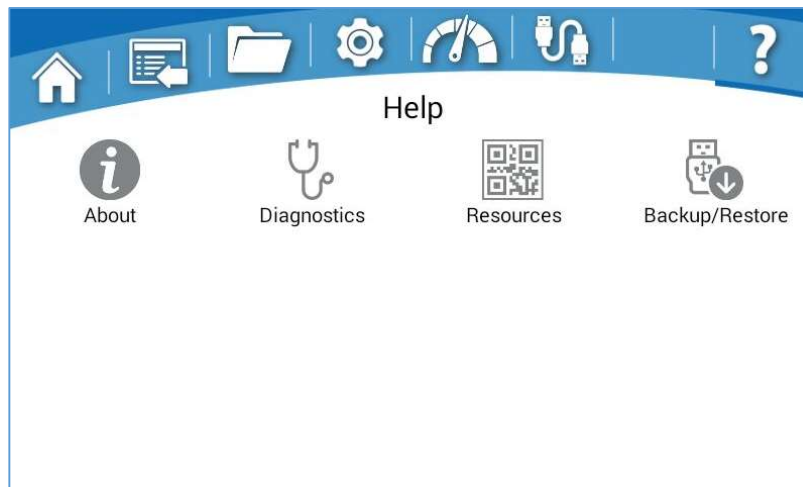 Help
About
Diagnostics
Resources
Backup/Restore